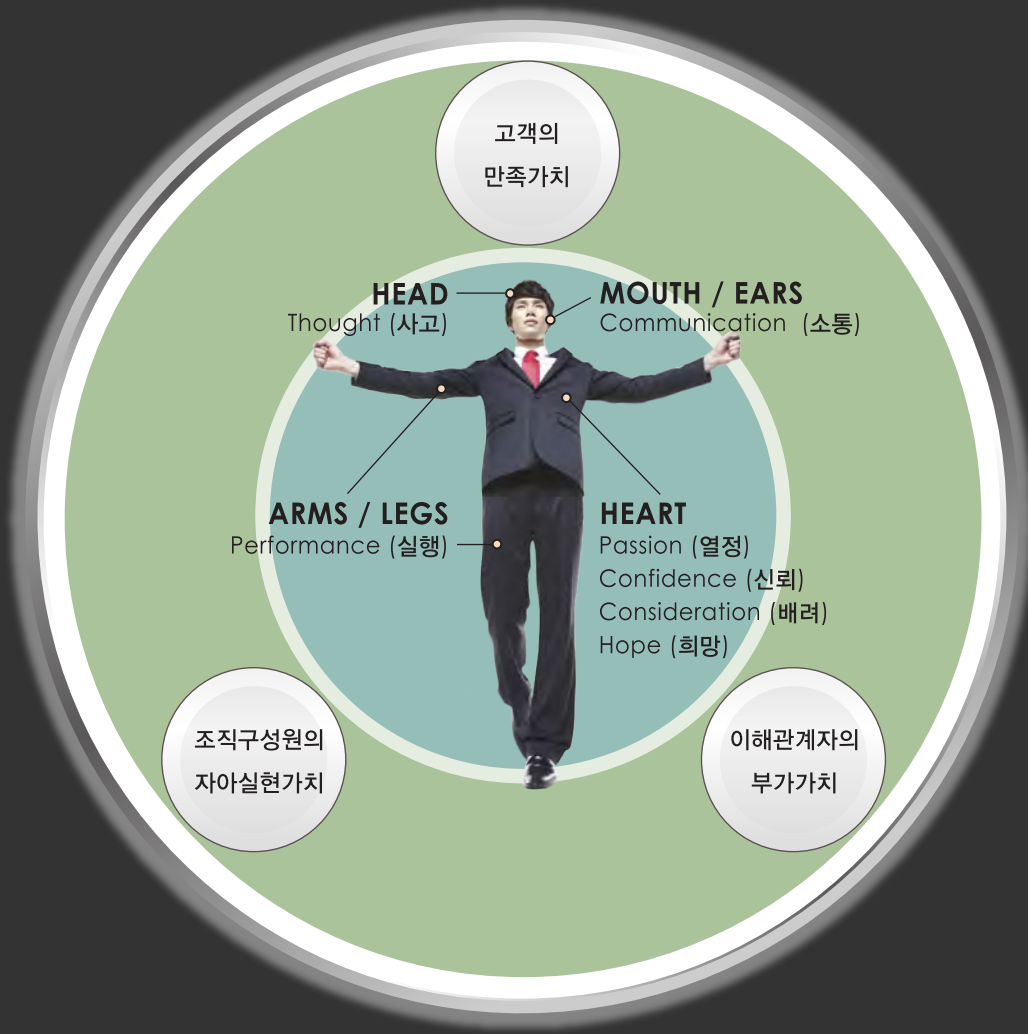 고객의
만족가치
HEAD
Thought (사고)
MOUTH / EARS
Communication (소통)
ARMS / LEGS
Performance (실행)
HEART
Passion (열정)
Confidence (신뢰)
Consideration (배려)
Hope (희망)
조직구성원의
자아실현가치
이해관계자의
부가가치